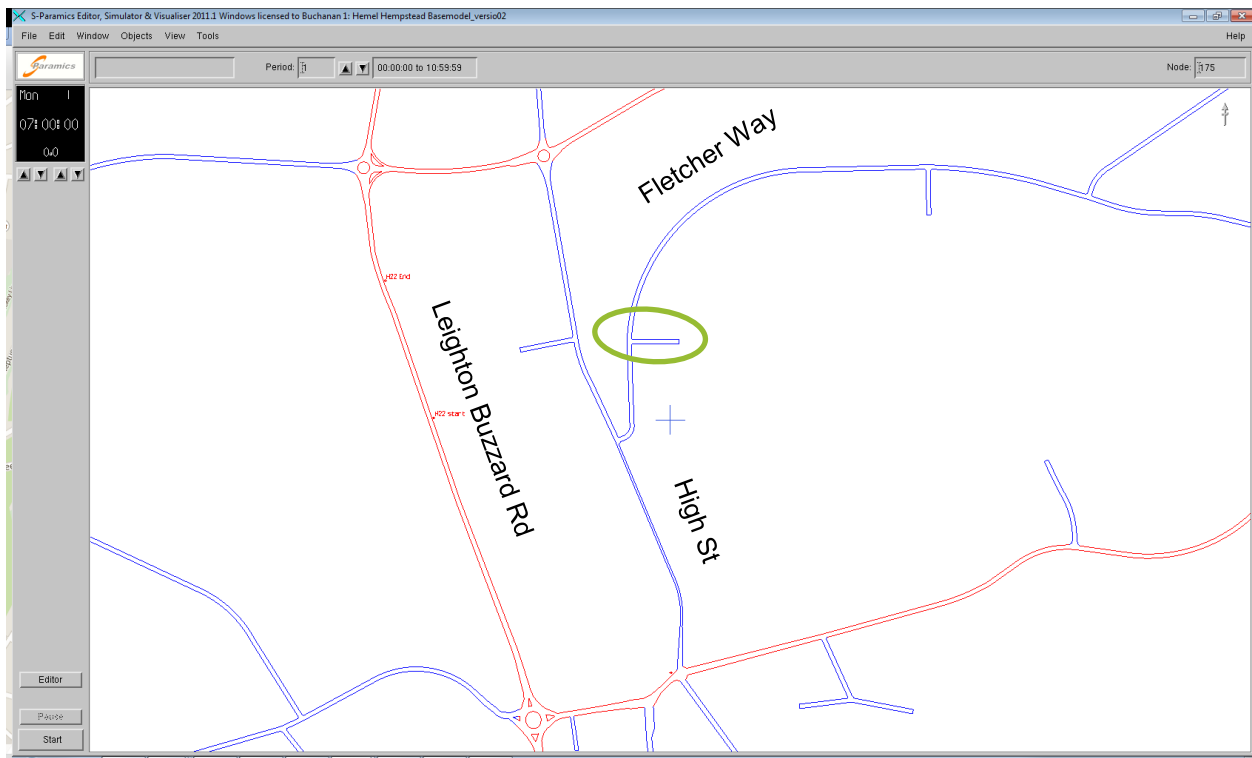 S-Paramics Editor, Simulator & Visualiser 2011.1 Windows licensed to Buchanan 1: Hemel Hempstead Basemodel_versio02
File Edit Window Objects View Tools Help
Paramics
Period: 1 00:00:00 to 10:59:59 Node: 175
Mon 1
07:00:00
0.0
Fletcher Way
H22 End
Leighton Buzzard Rd
H22 start
High St
Editor
Pause
Start